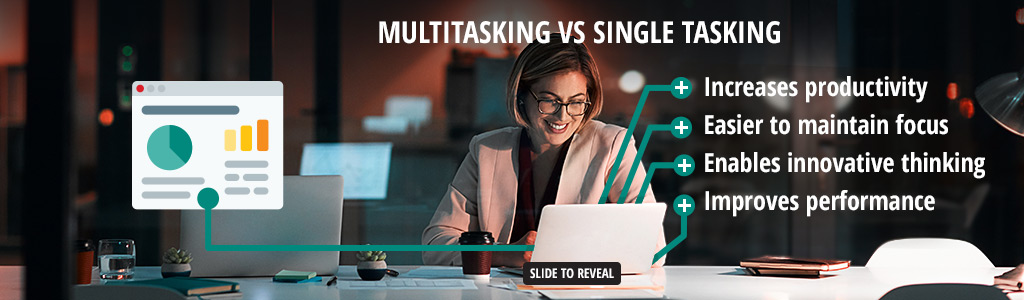 MULTITASKING VS SINGLE TASKING
Increases productivity
Easier to maintain focus
Enables innovative thinking
Improves performance
SLIDE TO REVEAL